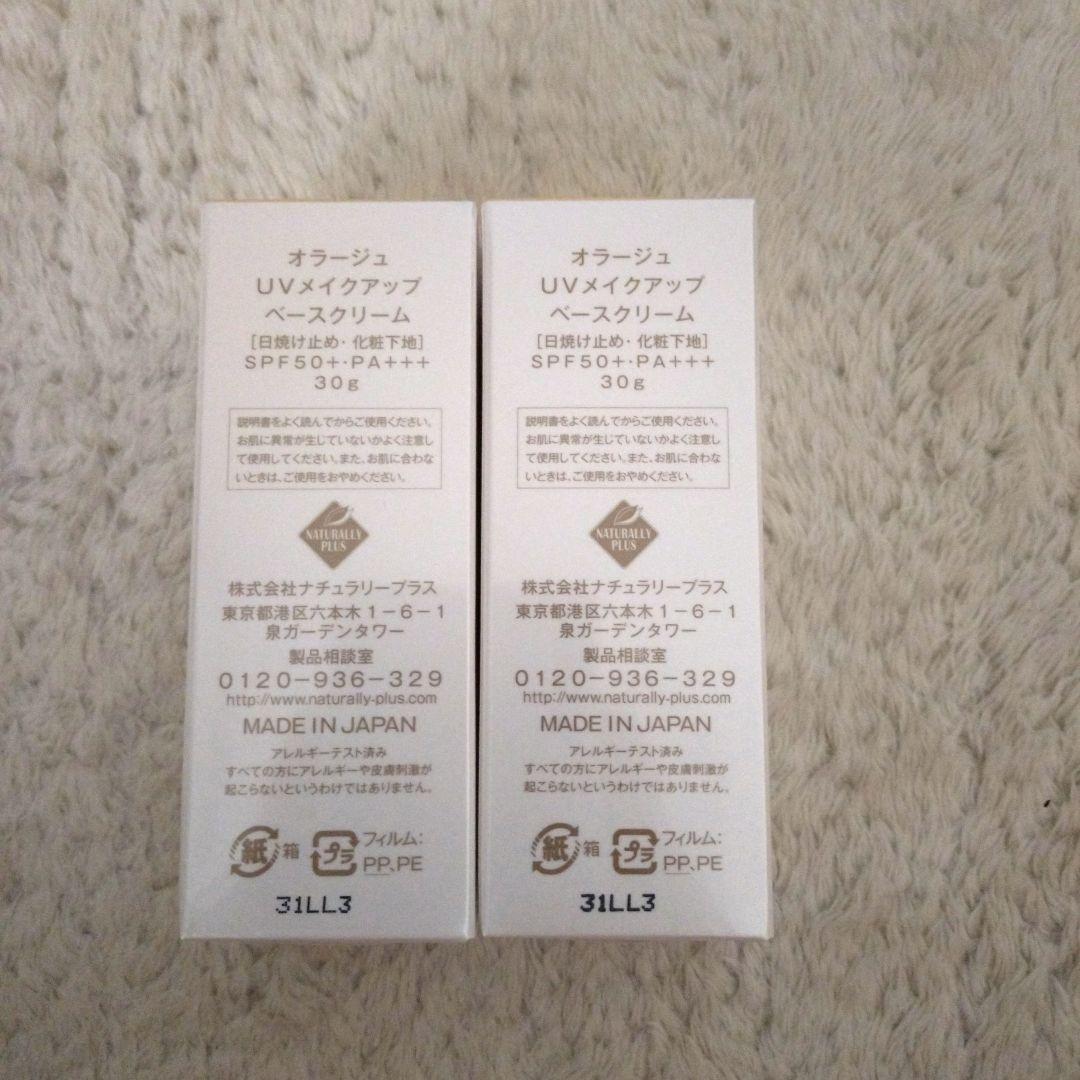 オラージュ
UVメイクアップ
ベースクリーム
[日焼け止め・化粧下地]
SPF50+・PA+++
30g
説明書をよく読んでからご使用ください。
お肌に異常が生じていないかよく注意し
て使用してください。また、お肌に合わな
いときは、ご使用をおやめください。
NATURALLY
PLUS
株式会社ナチュラリープラス
東京都港区六本木1-6-1
泉ガーデンタワー
製品相談室
0120-936-329
http://www.naturally-plus.com
MADE IN JAPAN
アレルギーテスト済み
すべての方にアレルギーや皮膚刺激が
起こらないというわけではありません。
紙 箱 プラ フィルム:
PP、PE
31LL3
オラージュ
UVメイクアップ
ベースクリーム
[日焼け止め・化粧下地]
SPF50+・PA+++
30g
説明書をよく読んでからご使用ください。
お肌に異常が生じていないかよく注意し
て使用してください。また、お肌に合わな
いときは、ご使用をおやめください。
NATURALLY
PLUS
株式会社ナチュラリープラス
東京都港区六本木1-6-1
泉ガーデンタワー
製品相談室
0120-936-329
http://www.naturally-plus.com
MADE IN JAPAN
アレルギーテスト済み
すべての方にアレルギーや皮膚刺激が
起こらないというわけではありません。
紙 箱 プラ フィルム:
PP、PE
31LL3